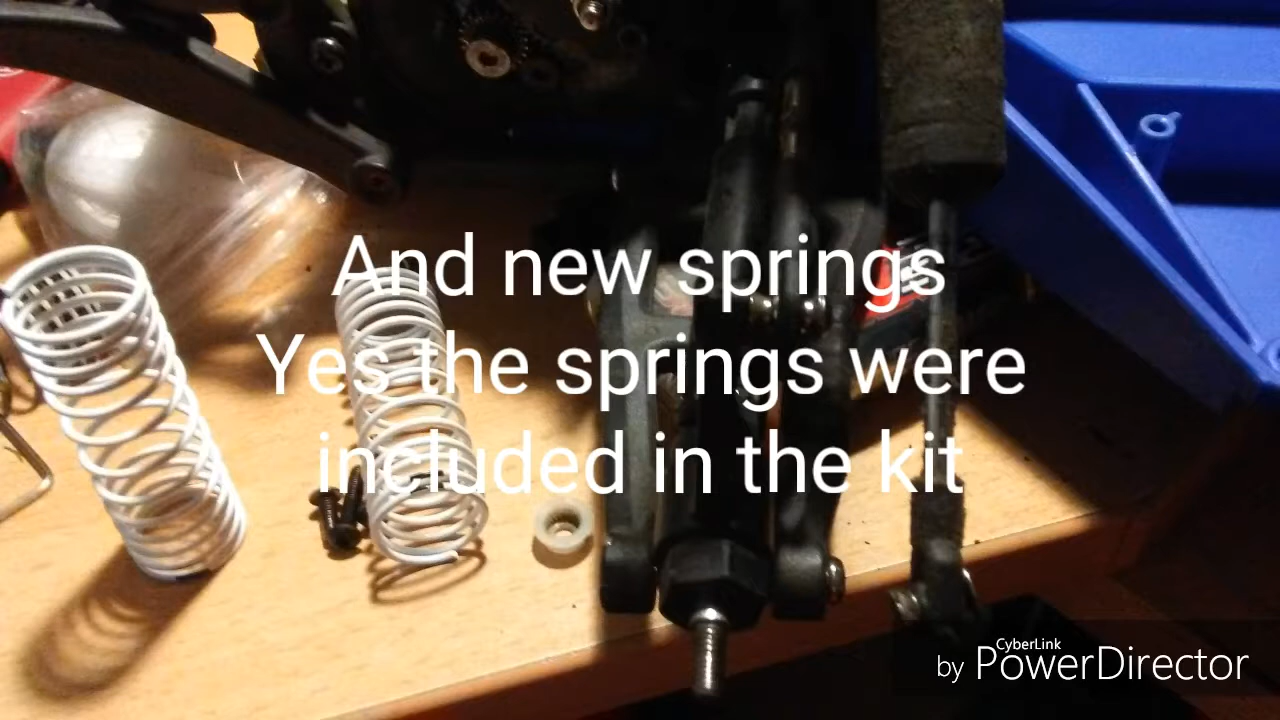 And new springs
Yes the springs were
included in the kit
CyberLink
by PowerDirector